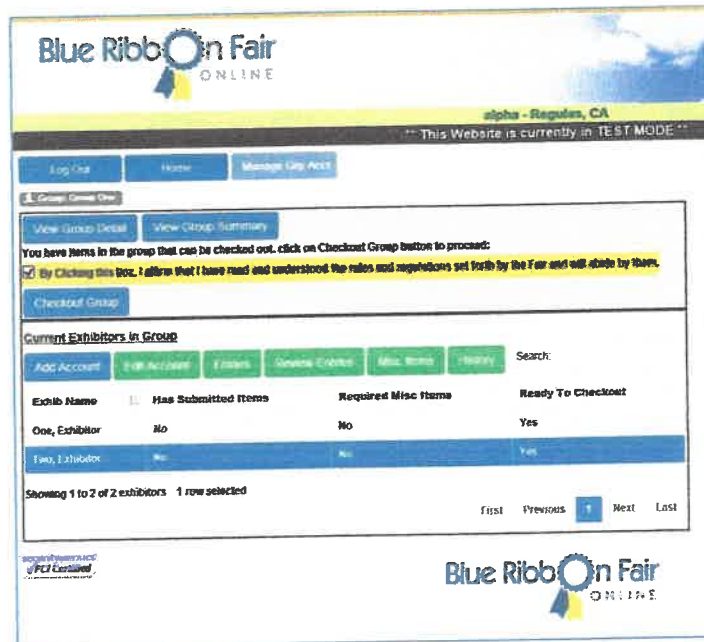 Blue Ribbon Fair
ONLINE
alpha - Regulas, CA
** This Website is currently in TEST MODE **
Log Out Home Manage Grp Acct
Group: Group One
View Group Detail View Group Summary
You have items in the group that can be checked out, click on Checkout Group button to proceed:
By Clicking this Box, I affirm that I have read and understood the rules and regulations set forth by the Fair and will abide by them.
Checkout Group
Current Exhibitors in Group
Add Account Edit Account Entries Review Entries Misc Items History Search:
Exhib Name Has Submitted Items Required Misc Items Ready To Checkout
One, Exhibitor No No Yes
Two, Exhibitor No No Yes
Showing 1 to 2 of 2 exhibitors 1 row selected
First Previous 1 Next Last
PCI Certified
Blue Ribbon Fair
ONLINE